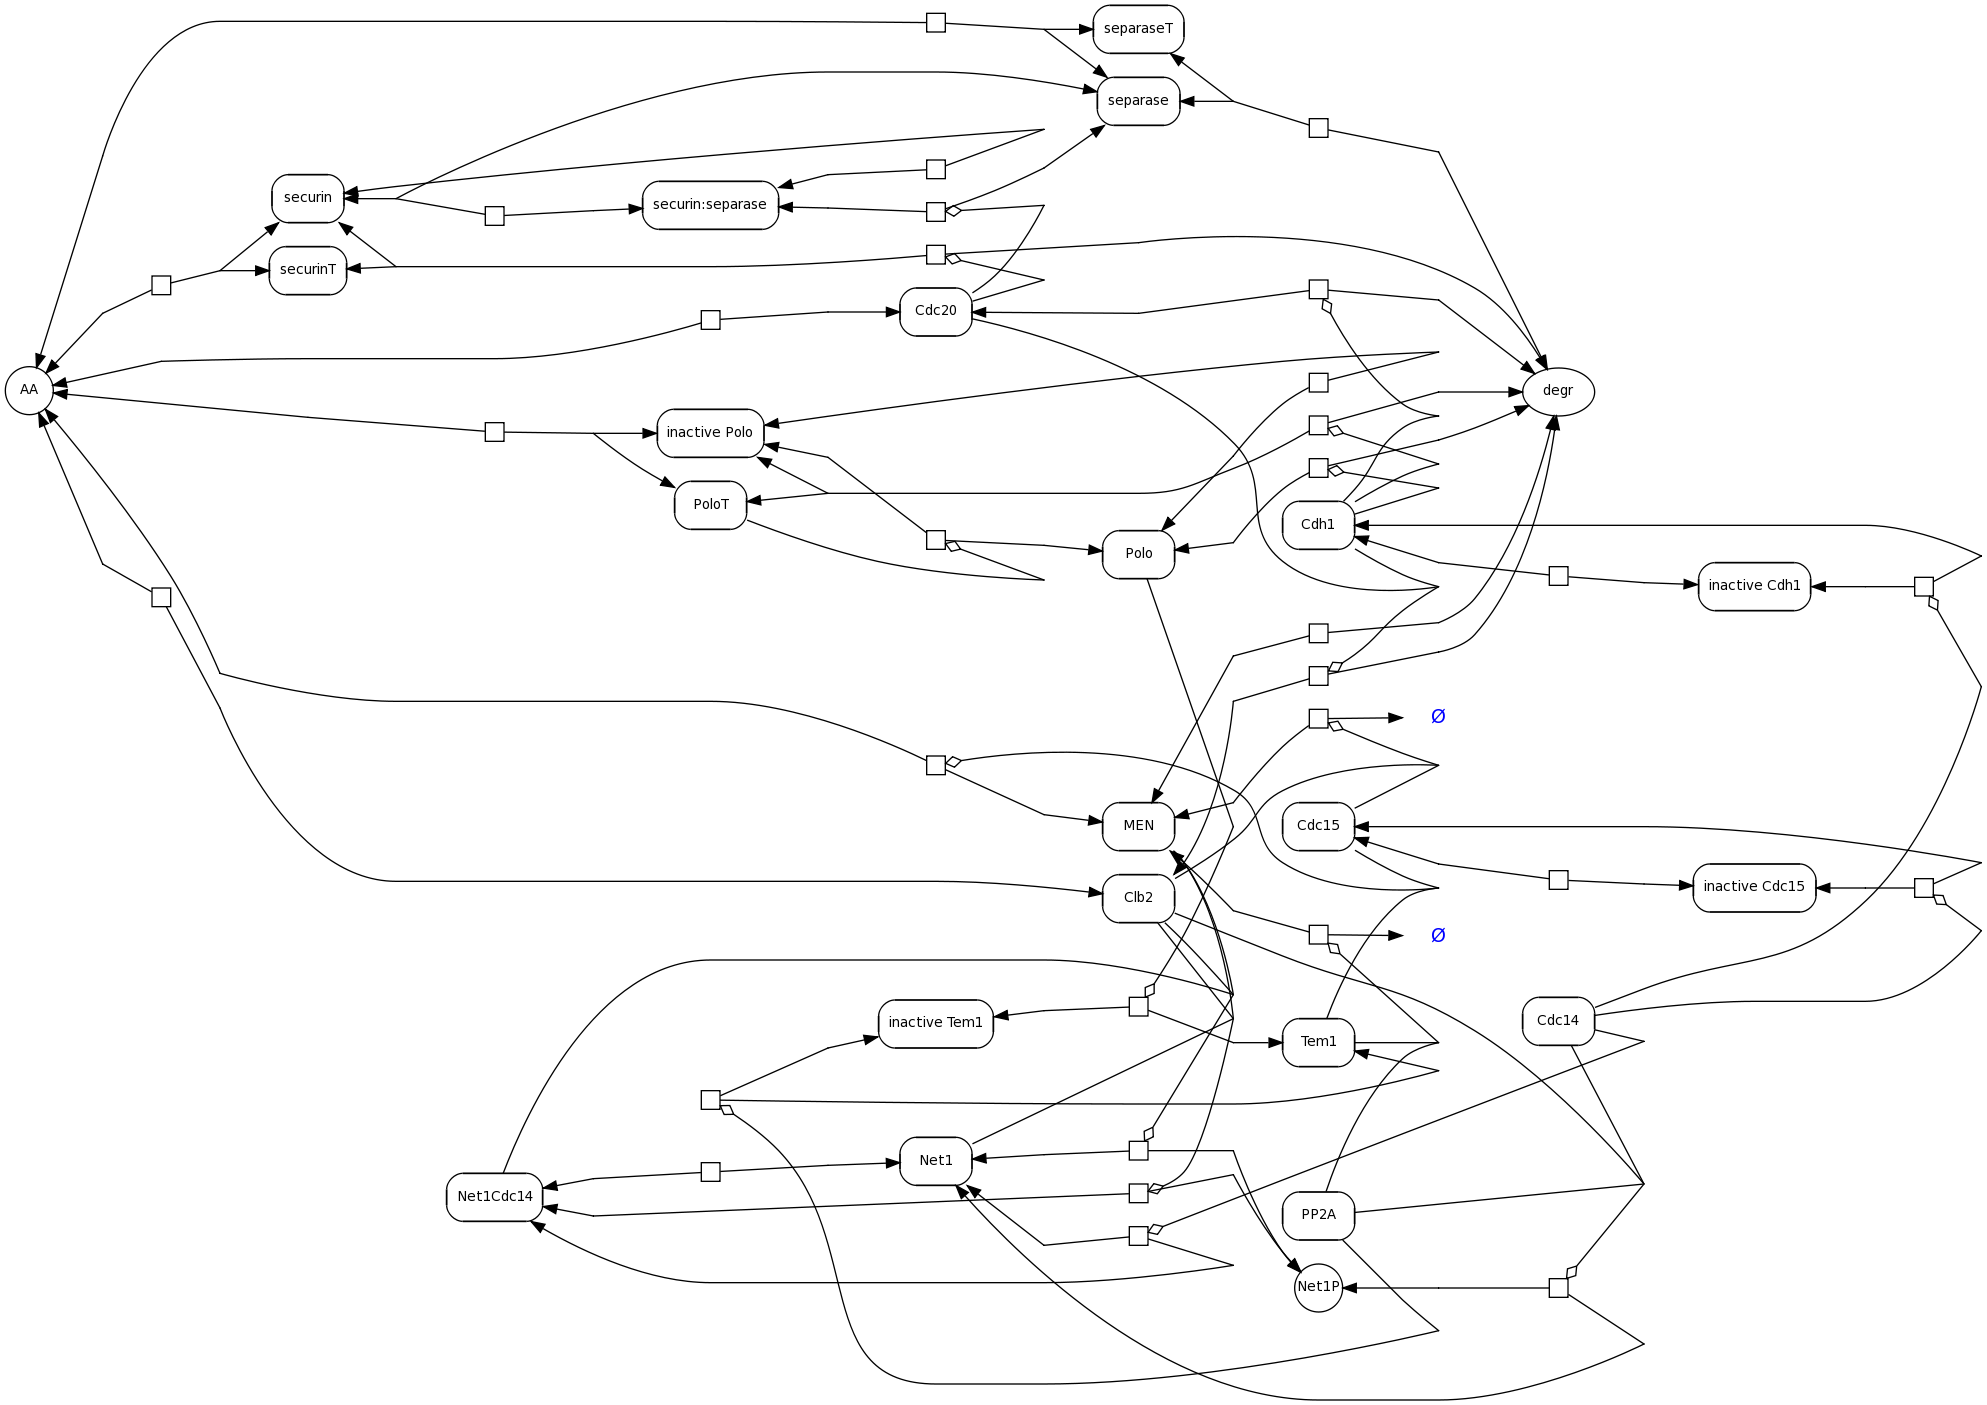 separaseT
separase
securin
securin:separase
securinT
Cdc20
AA
degr
inactive Polo
PoloT
Cdh1
Polo
inactive Cdh1
Ø
MEN
Cdc15
inactive Cdc15
Clb2
Ø
inactive Tem1
Cdc14
Tem1
Net1
Net1Cdc14
PP2A
Net1P